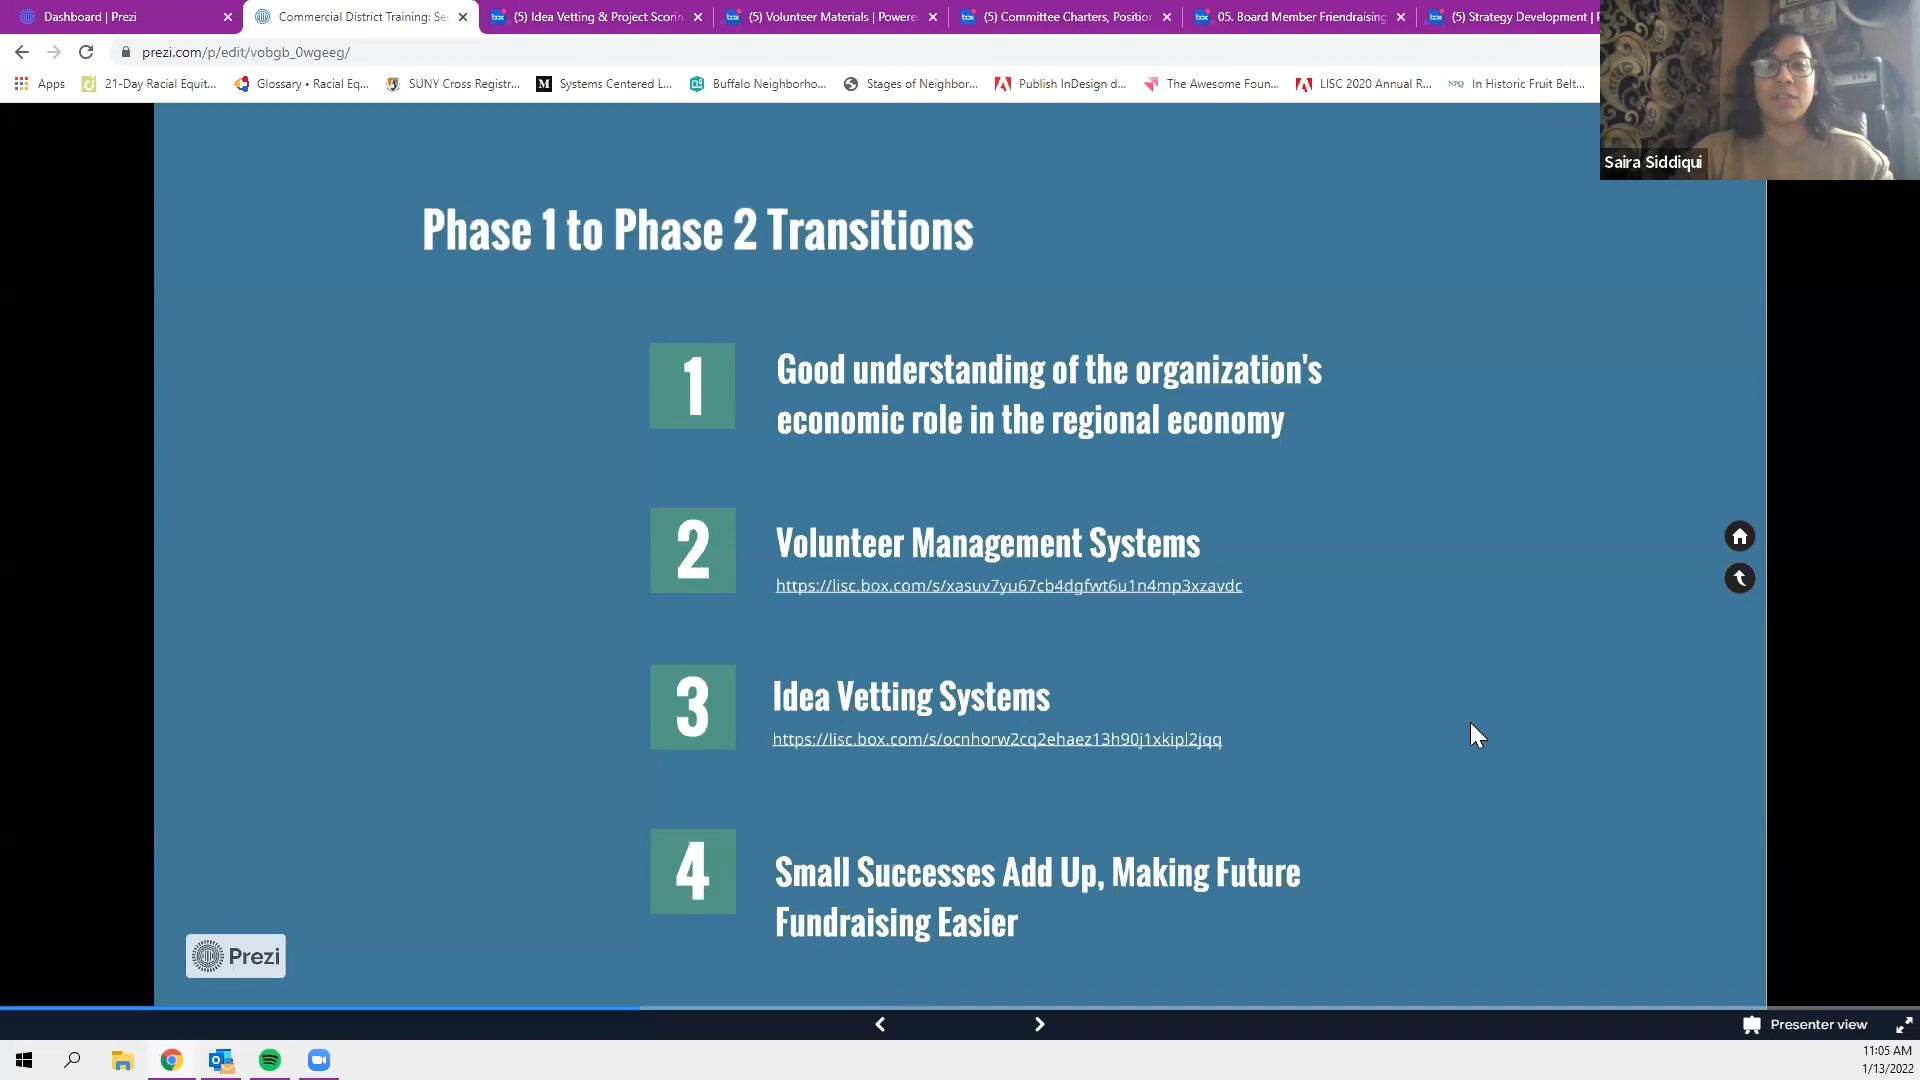 Dashboard | Prezi
Commercial District Training: Se
(5) Idea Vetting & Project Scorin
(5) Volunteer Materials | Powere
(5) Committee Charters, Position
05. Board Member Friendraising
(5) Strategy Development | P
prezi.com/p/edit/vobgb_0wgeeg/
Apps
21-Day Racial Equit...
Glossary • Racial Eq...
SUNY Cross Registr...
Systems Centered L...
Buffalo Neighborho...
Stages of Neighbor...
Publish InDesign d...
The Awesome Foun...
LISC 2020 Annual R...
NPQ
In Historic Fruit Belt...
Saira Siddiqui
Phase 1 to Phase 2 Transitions
1
Good understanding of the organization's
economic role in the regional economy
2
Volunteer Management Systems
https://lisc.box.com/s/xasuv7yu67cb4dgfwt6u1n4mp3xzavdc
3
Idea Vetting Systems
https://lisc.box.com/s/ocnhorw2cq2ehaez13h90j1xkipl2jqq
4
Small Successes Add Up, Making Future
Fundraising Easier
Prezi
Presenter view
11:05 AM
1/13/2022